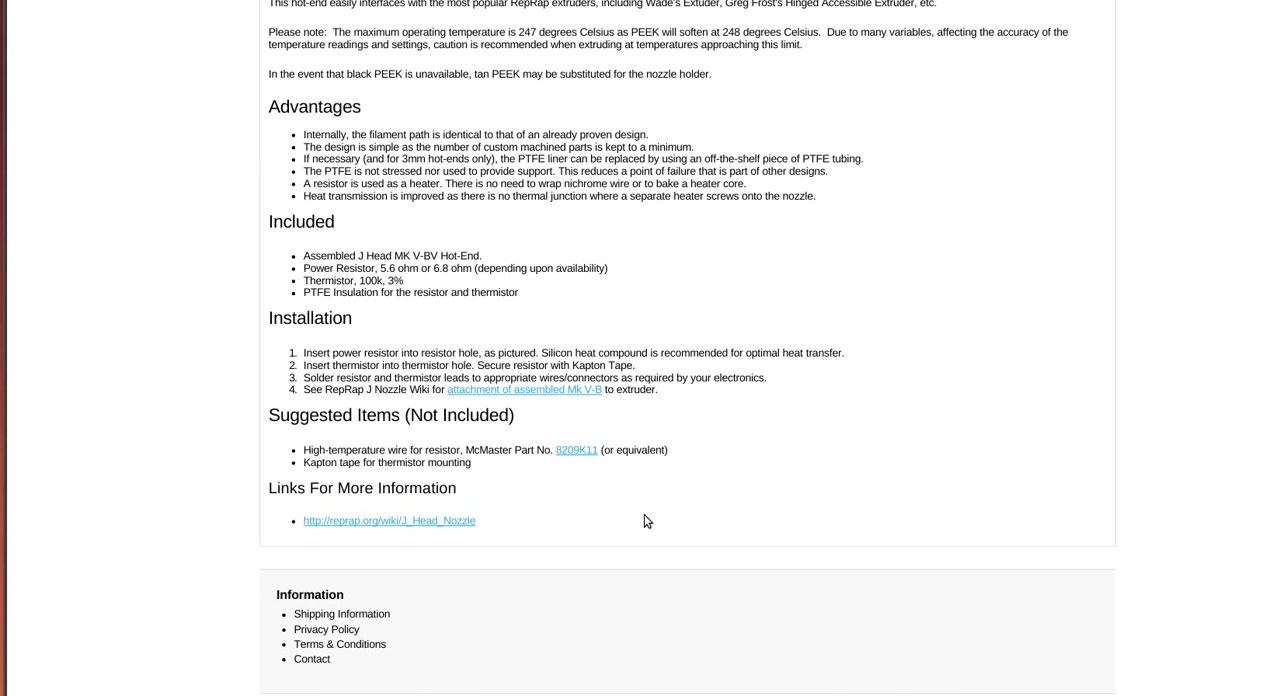 This hot-end easily interfaces with the most popular RepRap extruders, including Wade's Extuder, Greg Frost's Hinged Accessible Extruder, etc.
Please note:  The maximum operating temperature is 247 degrees Celsius as PEEK will soften at 248 degrees Celsius.  Due to many variables, affecting the accuracy of the
temperature readings and settings, caution is recommended when extruding at temperatures approaching this limit.
In the event that black PEEK is unavailable, tan PEEK may be substituted for the nozzle holder.
Advantages
• Internally, the filament path is identical to that of an already proven design.
• The design is simple as the number of custom machined parts is kept to a minimum.
• If necessary (and for 3mm hot-ends only), the PTFE liner can be replaced by using an off-the-shelf piece of PTFE tubing.
• The PTFE is not stressed nor used to provide support. This reduces a point of failure that is part of other designs.
• A resistor is used as a heater. There is no need to wrap nichrome wire or to bake a heater core.
• Heat transmission is improved as there is no thermal junction where a separate heater screws onto the nozzle.
Included
• Assembled J Head MK V-BV Hot-End.
• Power Resistor, 5.6 ohm or 6.8 ohm (depending upon availability)
• Thermistor, 100k, 3%
• PTFE Insulation for the resistor and thermistor
Installation
1. Insert power resistor into resistor hole, as pictured. Silicon heat compound is recommended for optimal heat transfer.
2. Insert thermistor into thermistor hole. Secure resistor with Kapton Tape.
3. Solder resistor and thermistor leads to appropriate wires/connectors as required by your electronics.
4. See RepRap J Nozzle Wiki for attachment of assembled Mk V-B to extruder.
Suggested Items (Not Included)
• High-temperature wire for resistor, McMaster Part No. 8209K11 (or equivalent)
• Kapton tape for thermistor mounting
Links For More Information
• http://reprap.org/wiki/J_Head_Nozzle
Information
• Shipping Information
• Privacy Policy
• Terms & Conditions
• Contact